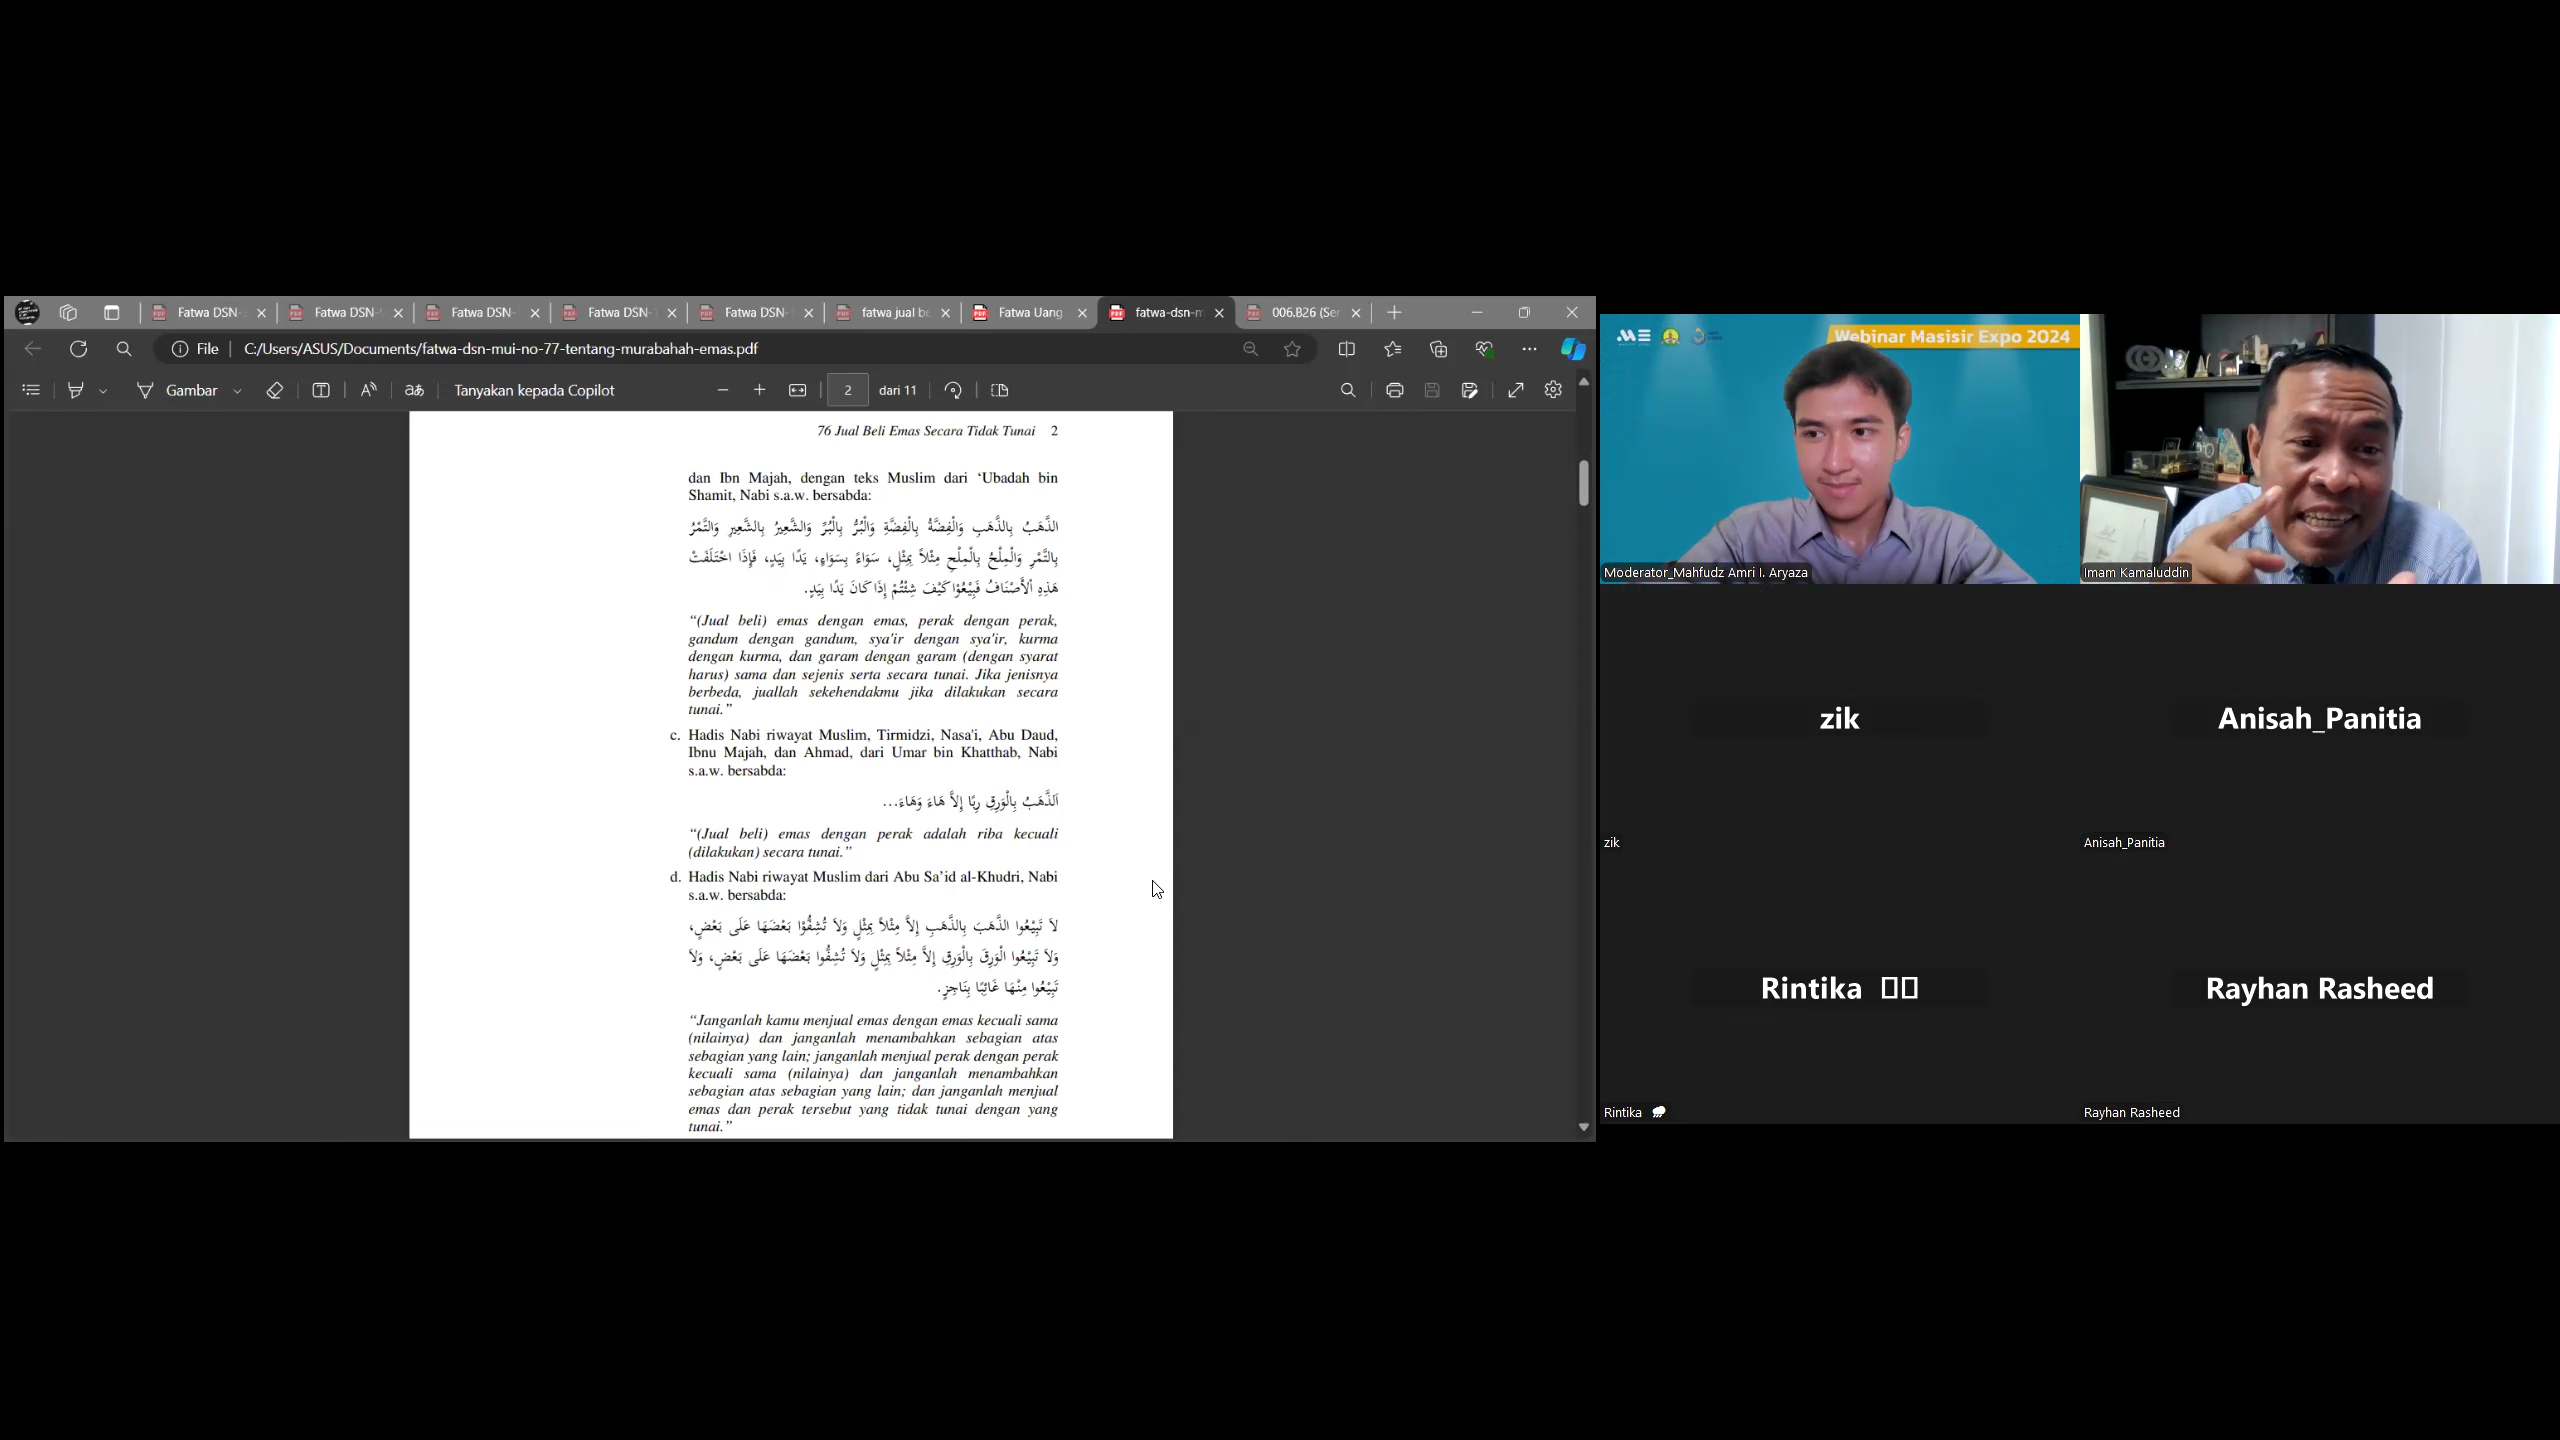 Fatwa DSN-
Fatwa DSN-
Fatwa DSN-
Fatwa DSN-
Fatwa DSN-
fatwa jual be
Fatwa Uang
fatwa-dsn-m
006.B26 (Ser
File
C:/Users/ASUS/Documents/fatwa-dsn-mui-no-77-tentang-murabahah-emas.pdf
Gambar
Tanyakan kepada Copilot
2 dari 11
76 Jual Beli Emas Secara Tidak Tunai 2
dan Ibn Majah, dengan teks Muslim dari ‘Ubadah bin
Shamit, Nabi s.a.w. bersabda:
الذَّهَبُ بِالذَّهَبِ وَالْفِضَّةُ بِالْفِضَّةِ وَالْبُرُّ بِالْبُرِّ وَالشَّعِيرُ بِالشَّعِيرِ وَالتَّمْرُ
بِالتَّمْرِ وَالْمِلْحُ بِالْمِلْحِ مِثْلاً بِمِثْلٍ، سَوَاءً بِسَوَاءٍ، يَدًا بِيَدٍ، فَإِذَا اخْتَلَفَتْ
هَذِهِ اْلأَصْنَافُ فَبِيْعُوْا كَيْفَ شِئْتُمْ إِذَا كَانَ يَدًا بِيَدٍ.
“(Jual beli) emas dengan emas, perak dengan perak,
gandum dengan gandum, sya'ir dengan sya'ir, kurma
dengan kurma, dan garam dengan garam (dengan syarat
harus) sama dan sejenis serta secara tunai. Jika jenisnya
berbeda, juallah sekehendakmu jika dilakukan secara
tunai.”
c. Hadis Nabi riwayat Muslim, Tirmidzi, Nasa'i, Abu Daud,
Ibnu Majah, dan Ahmad, dari Umar bin Khatthab, Nabi
s.a.w. bersabda:
اَلذَّهَبُ بِالْوَرِقِ رِبًا إِلاَّ هَاءَ وَهَاءَ...
“(Jual beli) emas dengan perak adalah riba kecuali
(dilakukan) secara tunai.”
d. Hadis Nabi riwayat Muslim dari Abu Sa’id al-Khudri, Nabi
s.a.w. bersabda:
لاَ تَبِيْعُوا الذَّهَبَ بِالذَّهَبِ إِلاَّ مِثْلاً بِمِثْلٍ وَلاَ تُشِفُّوْا بَعْضَهَا عَلَى بَعْضٍ،
وَلاَ تَبِيْعُوا الْوَرِقَ بِالْوَرِقِ إِلاَّ مِثْلاً بِمِثْلٍ وَلاَ تُشِفُّوا بَعْضَهَا عَلَى بَعْضٍ، وَلاَ
تَبِيْعُوا مِنْهَا غَائِبًا بِنَاجِزٍ.
“Janganlah kamu menjual emas dengan emas kecuali sama
(nilainya) dan janganlah menambahkan sebagian atas
sebagian yang lain; janganlah menjual perak dengan perak
kecuali sama (nilainya) dan janganlah menambahkan
sebagian atas sebagian yang lain; dan janganlah menjual
emas dan perak tersebut yang tidak tunai dengan yang
tunai.”
Webinar Masisir Expo 2024
Moderator_Mahfudz Amri I. Aryaza
Imam Kamaluddin
zik
zik
Anisah_Panitia
Anisah_Panitia
Rintika
Rintika
Rayhan Rasheed
Rayhan Rasheed